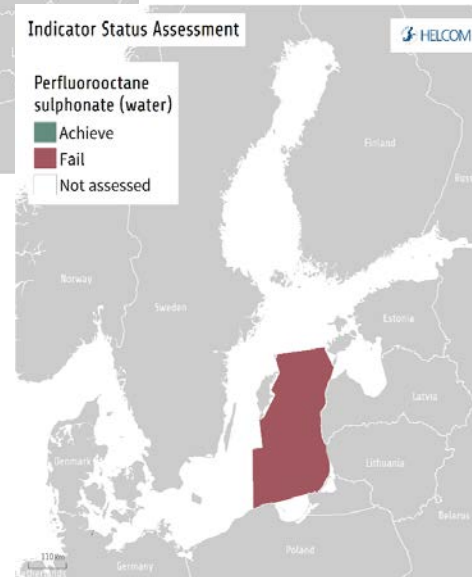 Indicator Status Assessment
HELCOM
Perfluorooctane
sulphonate (water)
Achieve
Fail
Not assessed
Finland
Norway
Sweden
Estonia
Latvia
Denmark
Lithuania
Belarus
Poland
Germany